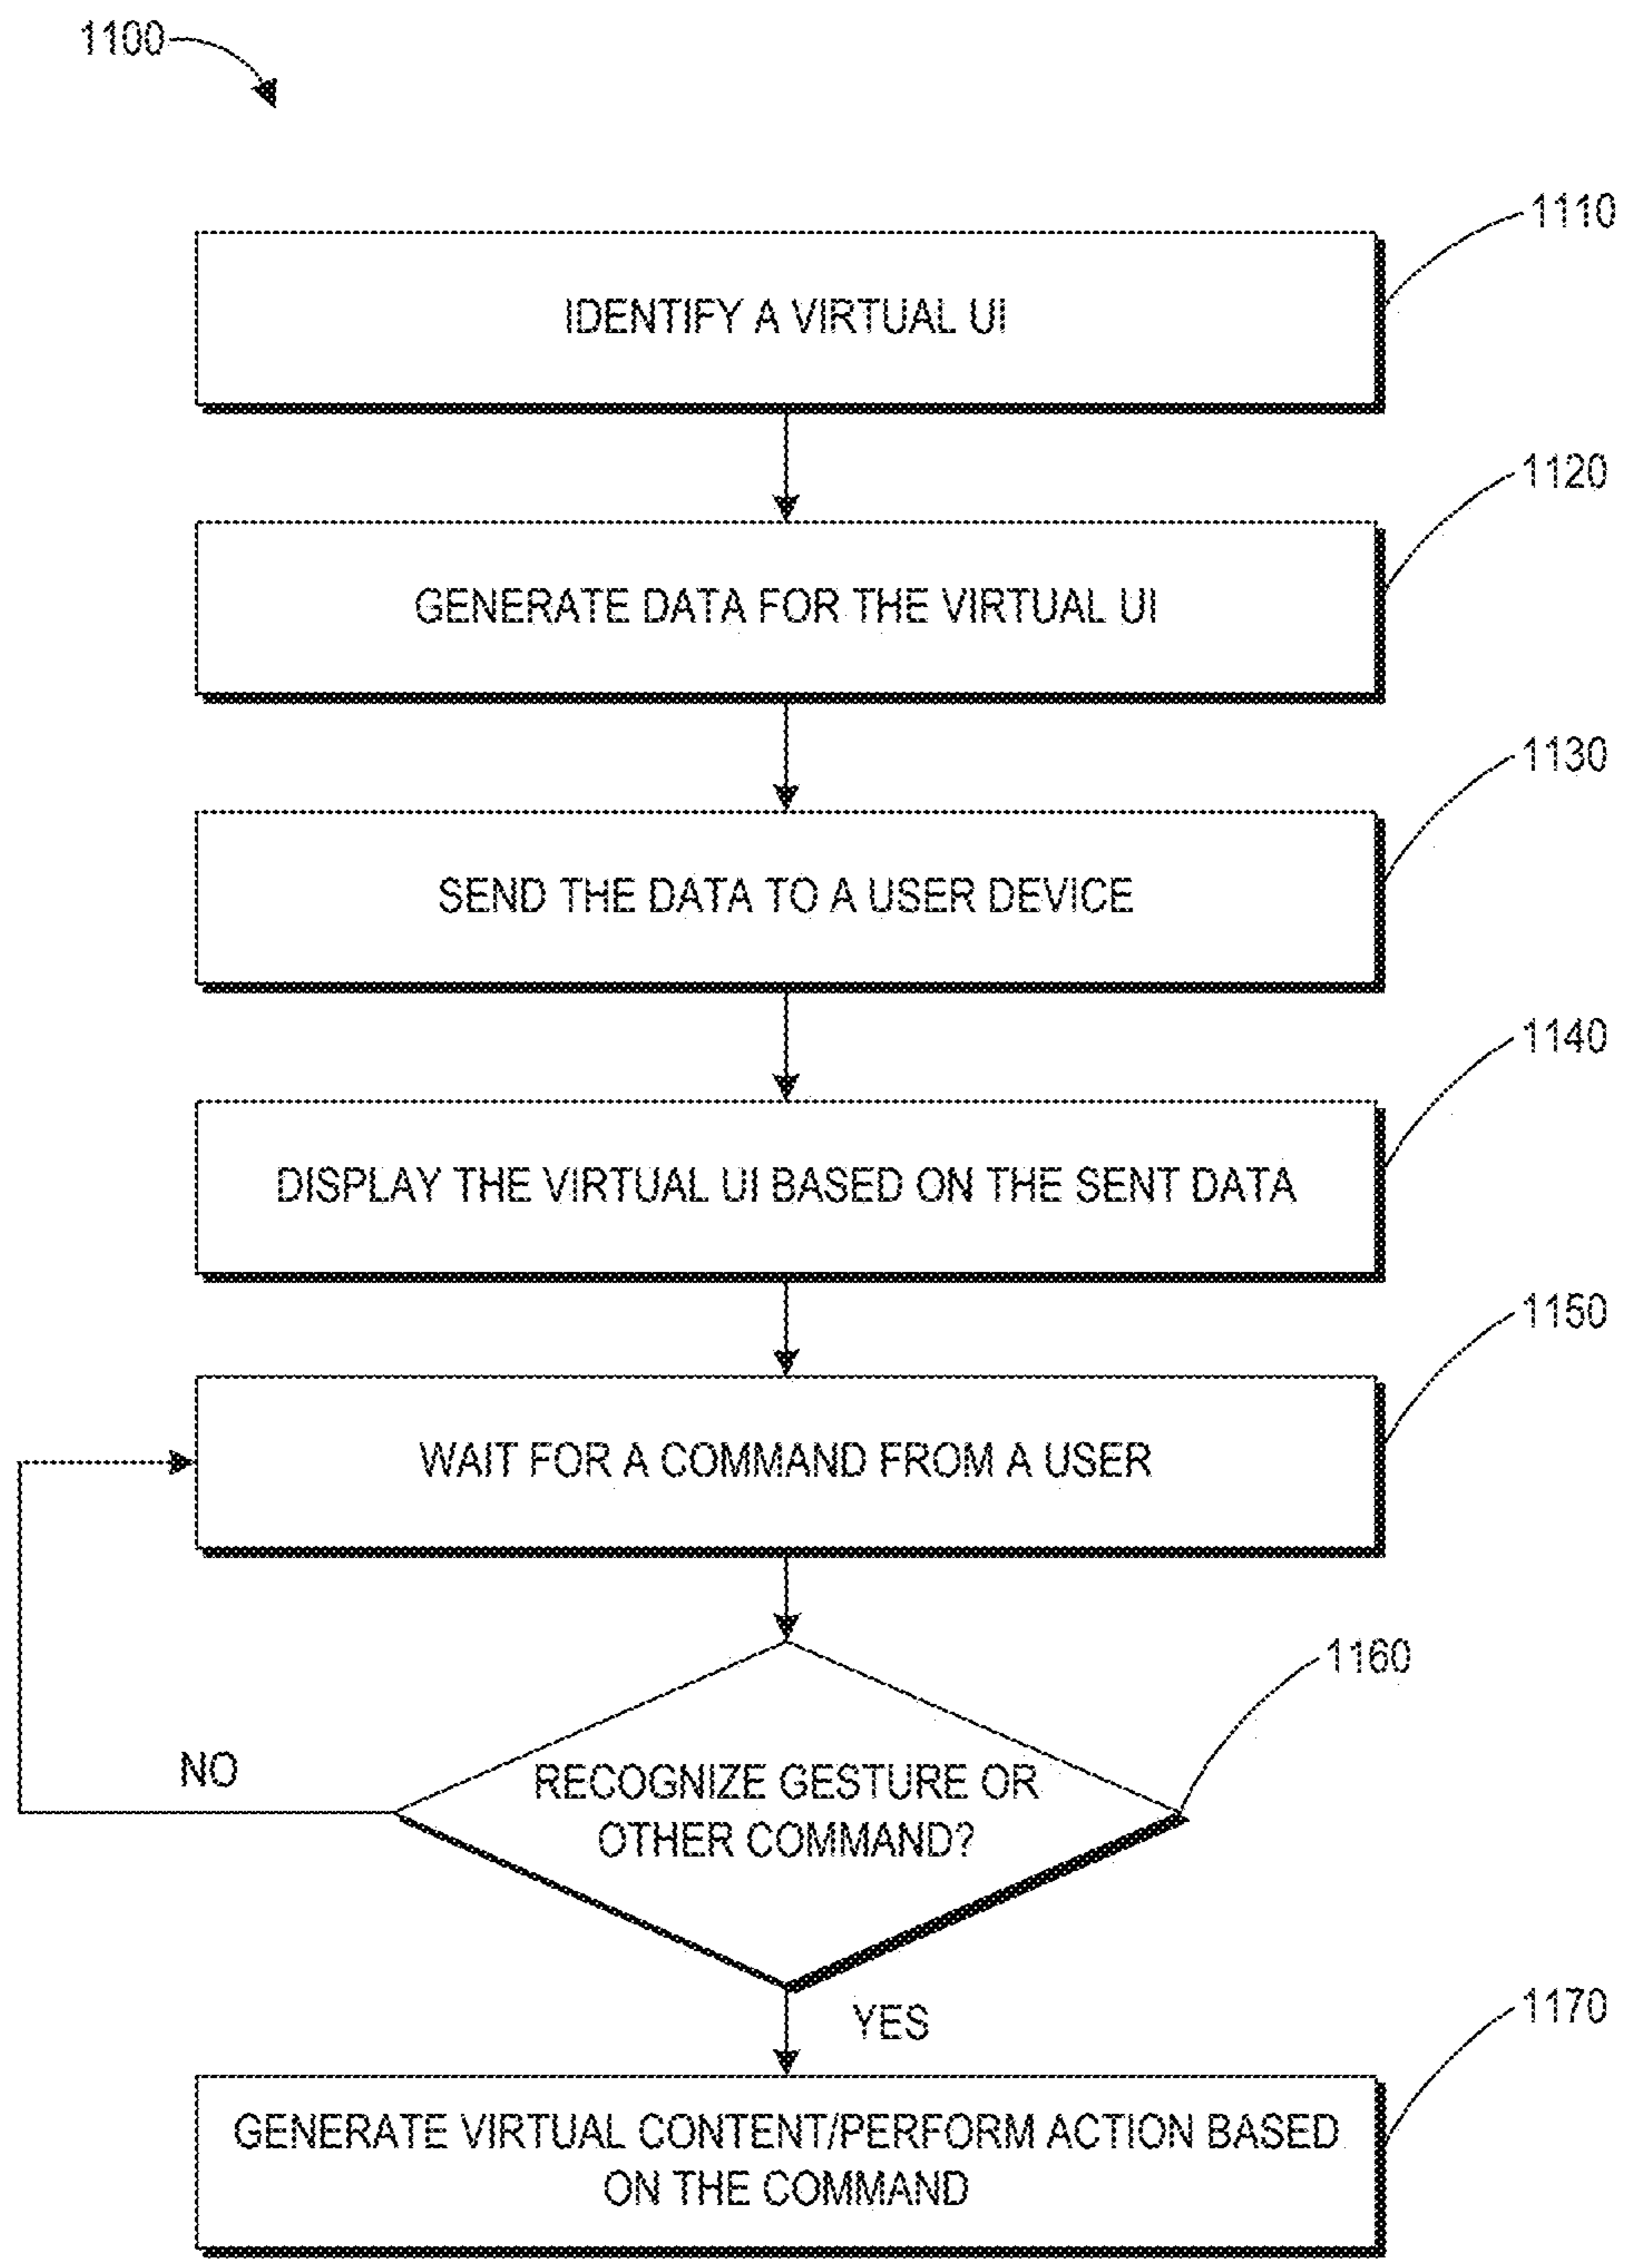 1100
1110
IDENTIFY A VIRTUAL UI
1120
GENERATE DATA FOR THE VIRTUAL UI
1130
SEND THE DATA TO A USER DEVICE
1140
DISPLAY THE VIRTUAL UI BASED ON THE SENT DATA
1150
WAIT FOR A COMMAND FROM A USER
1160
NO
RECOGNIZE GESTURE OR
OTHER COMMAND?
YES
1170
GENERATE VIRTUAL CONTENT/PERFORM ACTION BASED
ON THE COMMAND